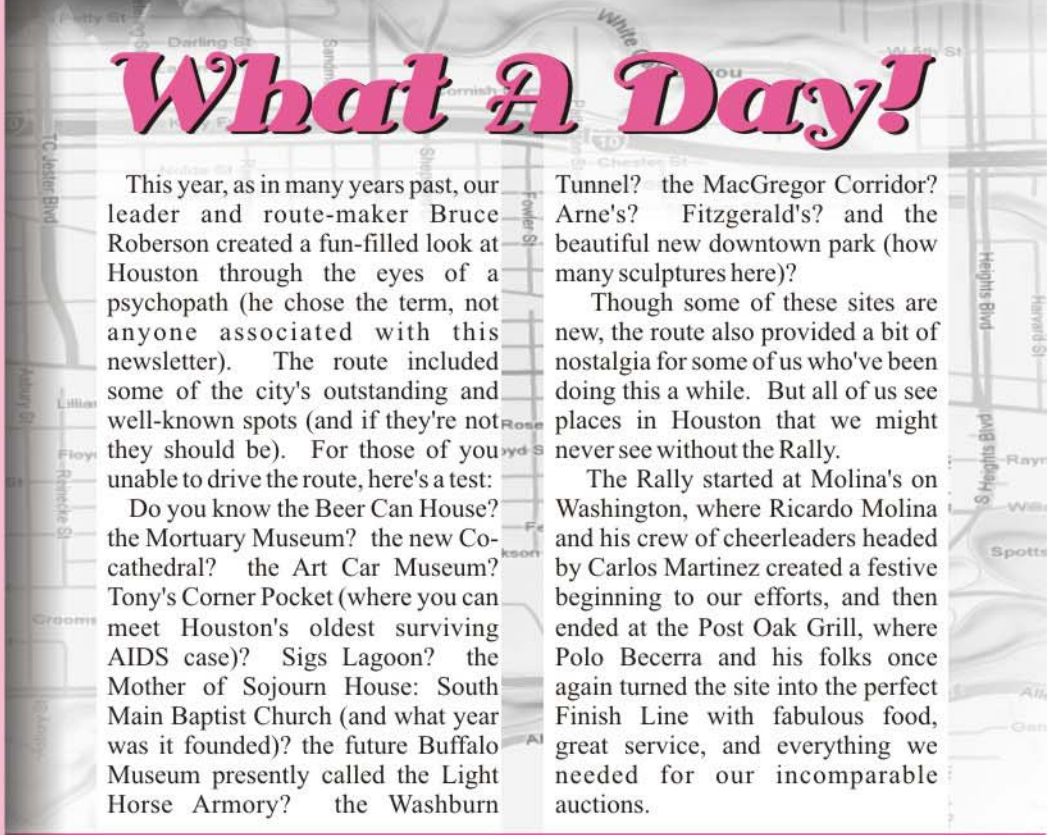 What A Day!
This year, as in many years past, our
leader and route-maker Bruce
Roberson created a fun-filled look at
Houston through the eyes of a
psychopath (he chose the term, not
anyone associated with this
newsletter). The route included
some of the city's outstanding and
well-known spots (and if they're not
they should be). For those of you
unable to drive the route, here's a test:
Do you know the Beer Can House?
the Mortuary Museum? the new Co-
cathedral? the Art Car Museum?
Tony's Corner Pocket (where you can
meet Houston's oldest surviving
AIDS case)? Sigs Lagoon? the
Mother of Sojourn House: South
Main Baptist Church (and what year
was it founded)? the future Buffalo
Museum presently called the Light
Horse Armory? the Washburn
Tunnel? the MacGregor Corridor?
Arne's? Fitzgerald's? and the
beautiful new downtown park (how
many sculptures here)?
Though some of these sites are
new, the route also provided a bit of
nostalgia for some of us who've been
doing this a while. But all of us see
places in Houston that we might
never see without the Rally.
The Rally started at Molina's on
Washington, where Ricardo Molina
and his crew of cheerleaders headed
by Carlos Martinez created a festive
beginning to our efforts, and then
ended at the Post Oak Grill, where
Polo Becerra and his folks once
again turned the site into the perfect
Finish Line with fabulous food,
great service, and everything we
needed for our incomparable
auctions.
Petty St
Darling St
W 5th St
White
10
Chester St
TC Jester Blvd
Fowler St
Heights Blvd
Harvard St
S Heights Blvd
Reinecke St
Spotts